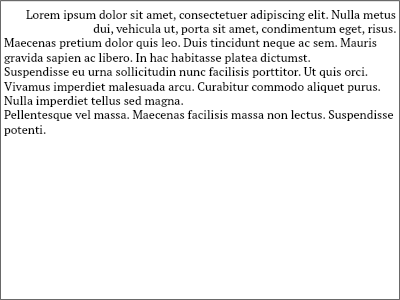 Lorem ipsum dolor sit amet, consectetuer adipiscing elit. Nulla metus
dui, vehicula ut, porta sit amet, condimentum eget, risus.
Maecenas pretium dolor quis leo. Duis tincidunt neque ac sem. Mauris
gravida sapien ac libero. In hac habitasse platea dictumst.
Suspendisse eu urna sollicitudin nunc facilisis porttitor. Ut quis orci.
Vivamus imperdiet malesuada arcu. Curabitur commodo aliquet purus.
Nulla imperdiet tellus sed magna.
Pellentesque vel massa. Maecenas facilisis massa non lectus. Suspendisse
potenti.